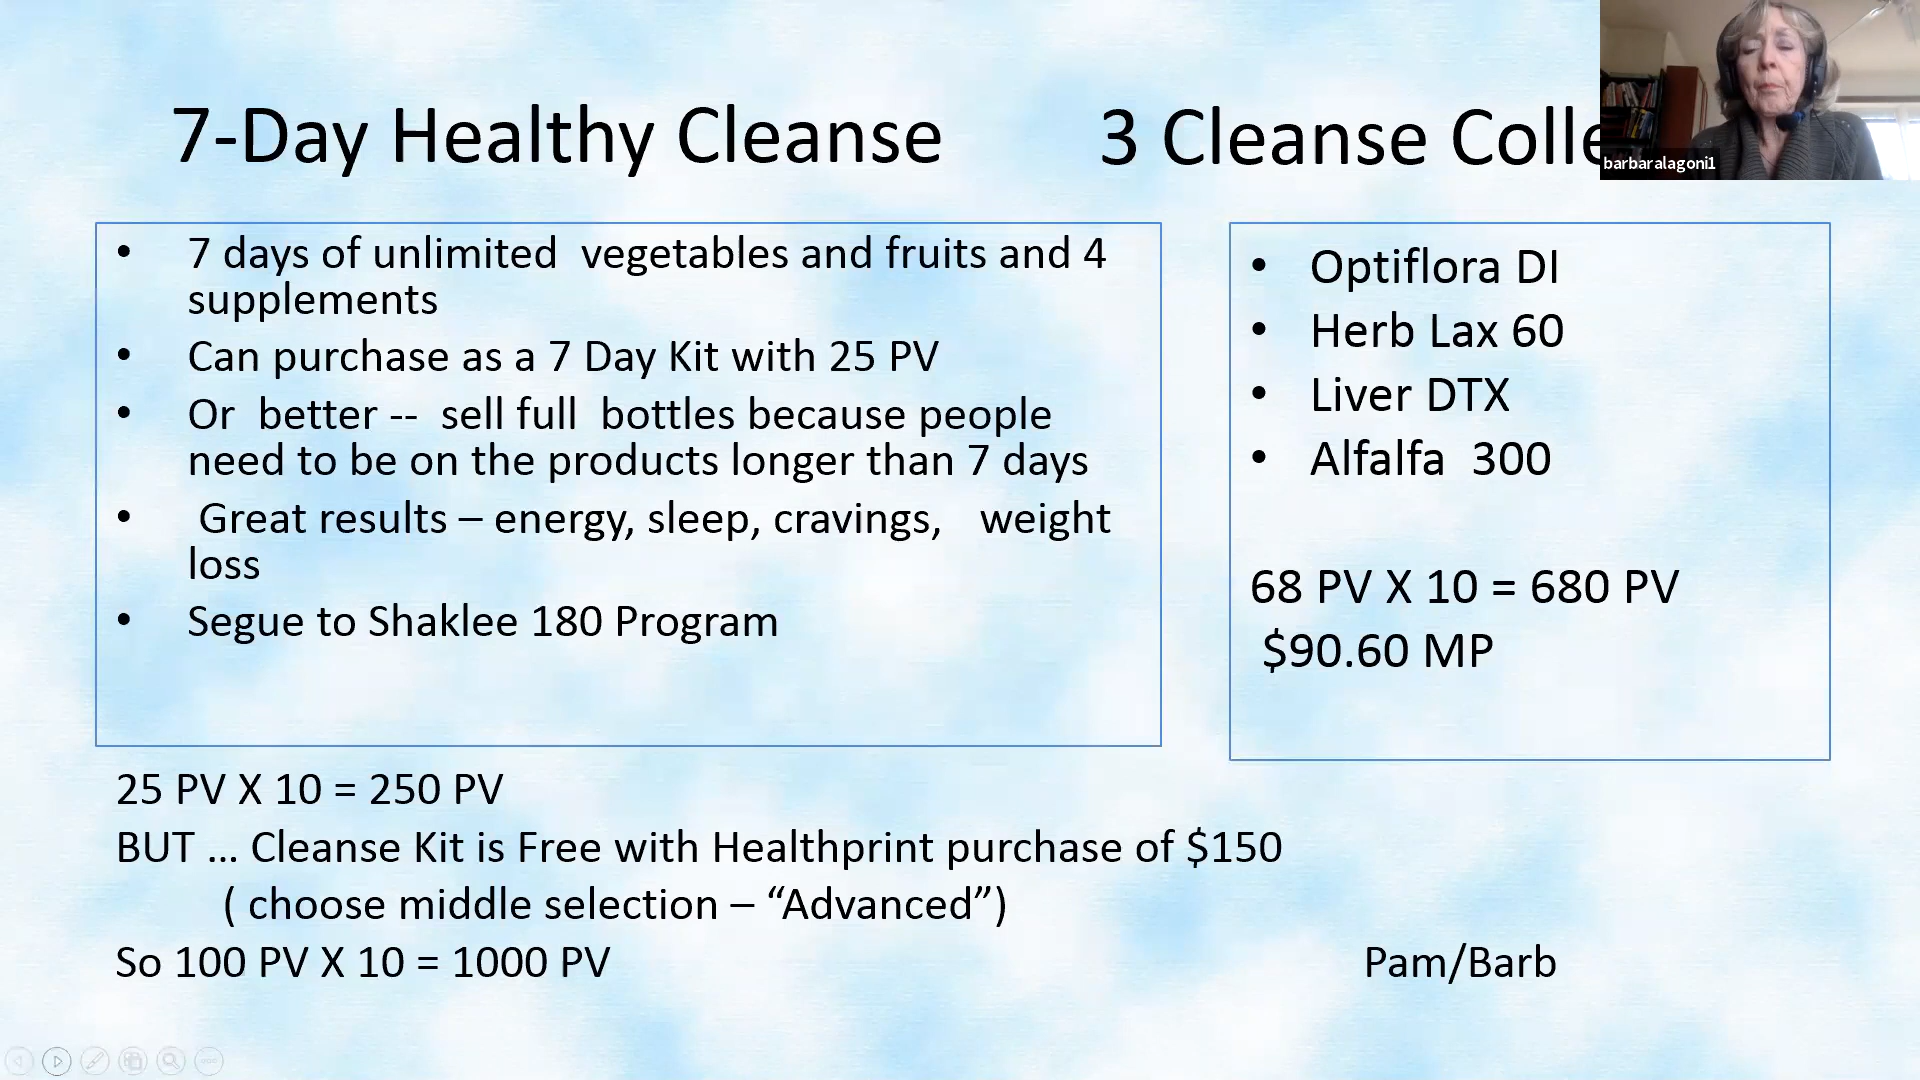 7-Day Healthy Cleanse
3 Cleanse Colle
barbaralagoni1
• 7 days of unlimited vegetables and fruits and 4
supplements
• Can purchase as a 7 Day Kit with 25 PV
• Or better -- sell full bottles because people
need to be on the products longer than 7 days
• Great results – energy, sleep, cravings, weight
loss
• Segue to Shaklee 180 Program
• Optiflora DI
• Herb Lax 60
• Liver DTX
• Alfalfa 300
68 PV X 10 = 680 PV
$90.60 MP
25 PV X 10 = 250 PV
BUT … Cleanse Kit is Free with Healthprint purchase of $150
( choose middle selection – “Advanced”)
So 100 PV X 10 = 1000 PV
Pam/Barb